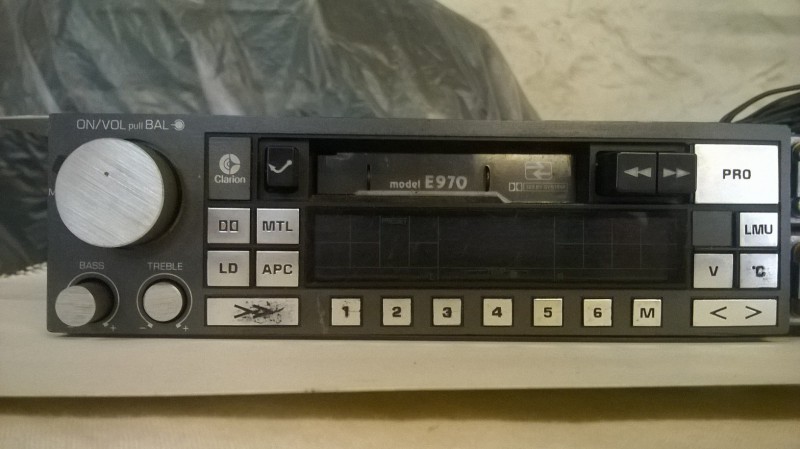 ON/VOL pull BAL
Clarion
model E970
PRO
MTL
LMU
BASS TREBLE
LD APC
V °C
1 2 3 4 5 6 M
< >